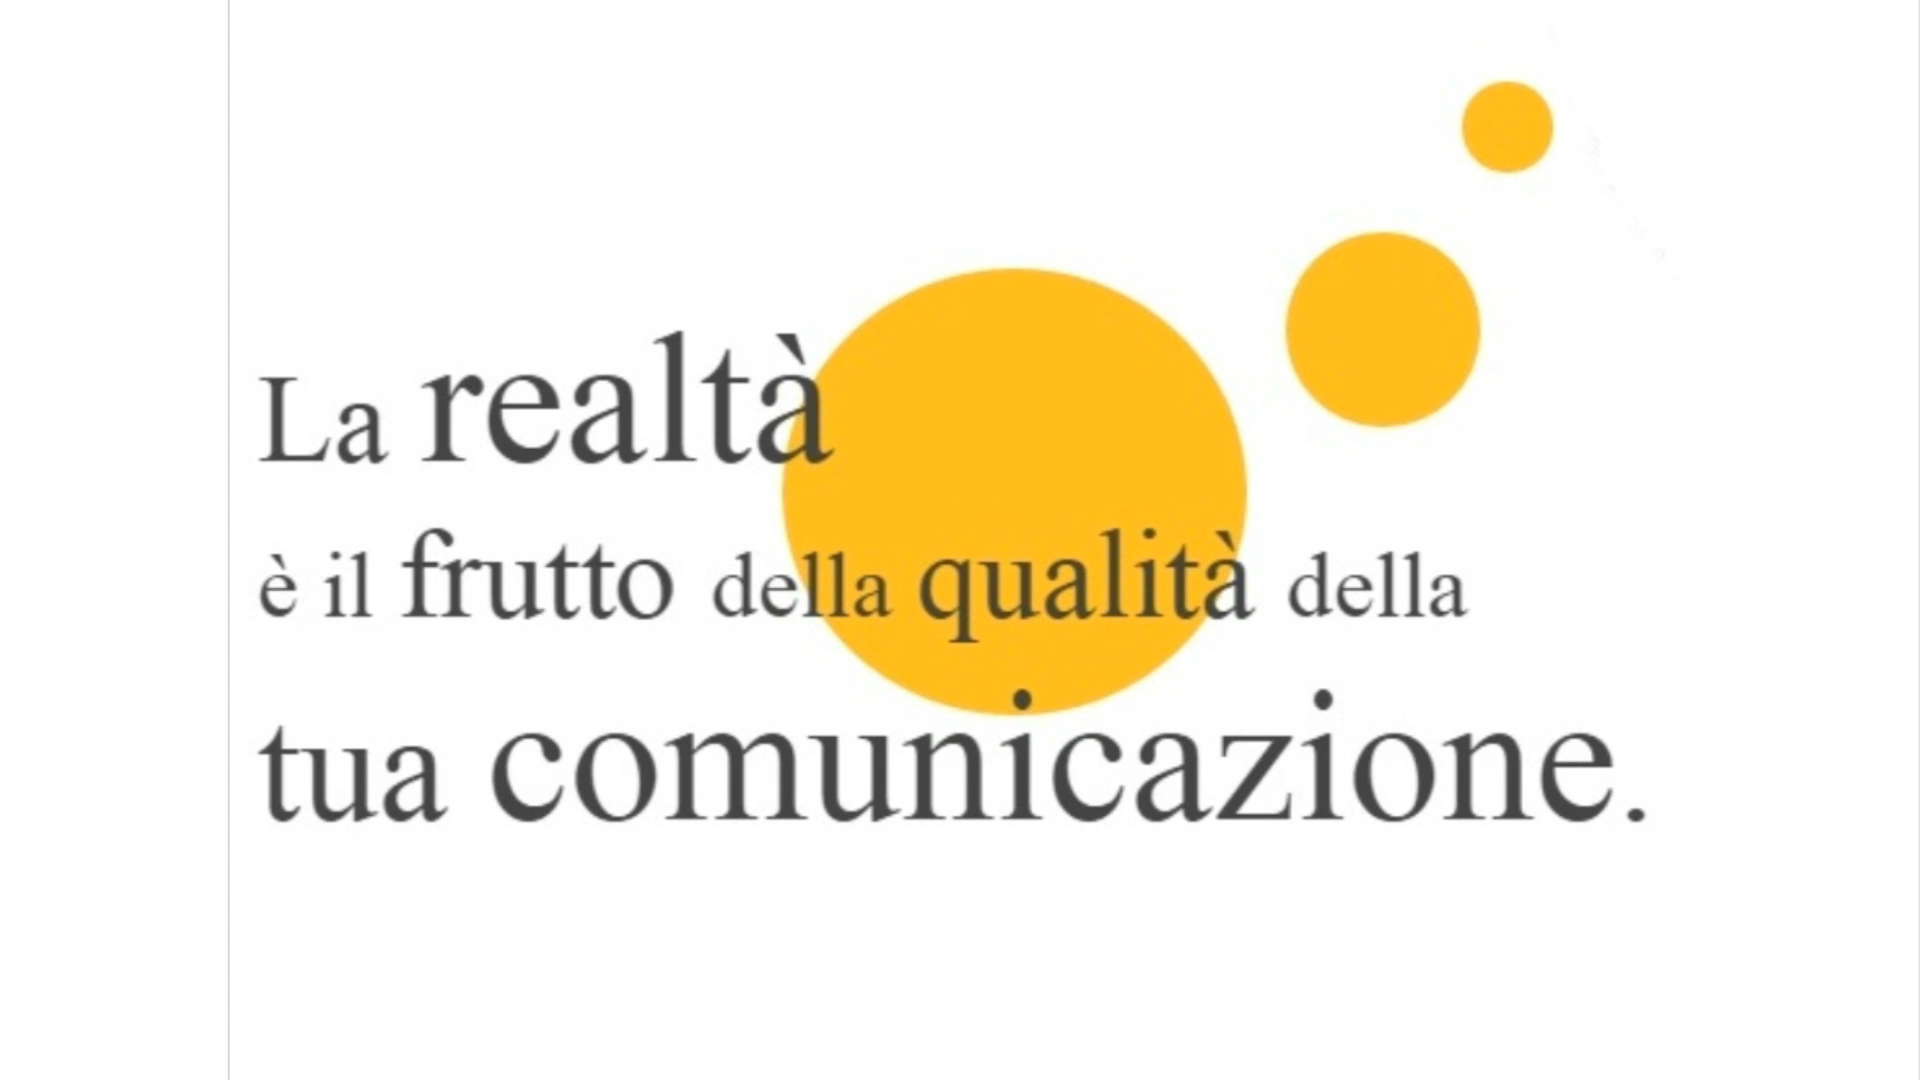 La realtà
è il frutto della qualità della
tua comunicazione.